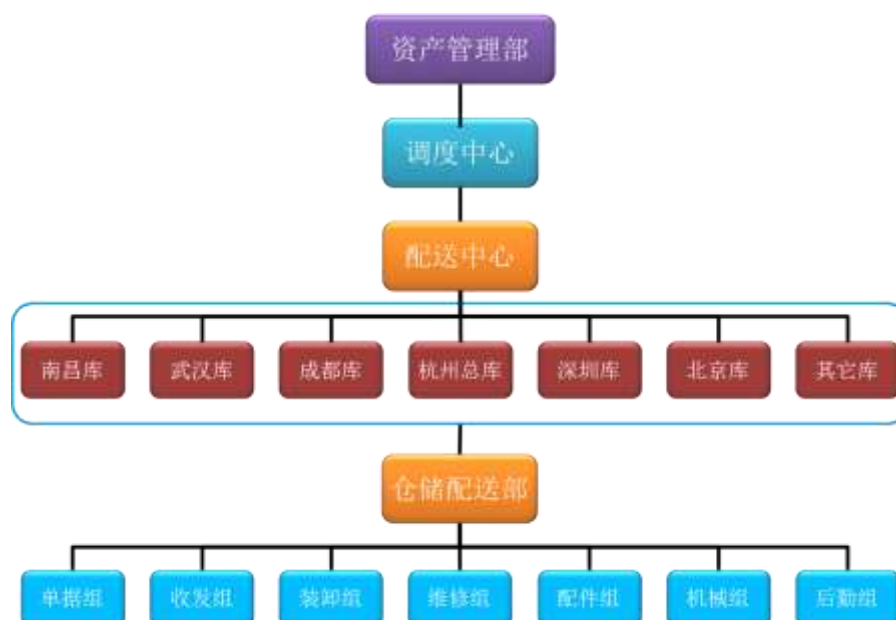 资产管理部
调度中心
配送中心
南昌库 武汉库 成都库 杭州总库 深圳库 北京库 其它库
仓储配送部
单据组 收发组 装卸组 维修组 配件组 机械组 后勤组